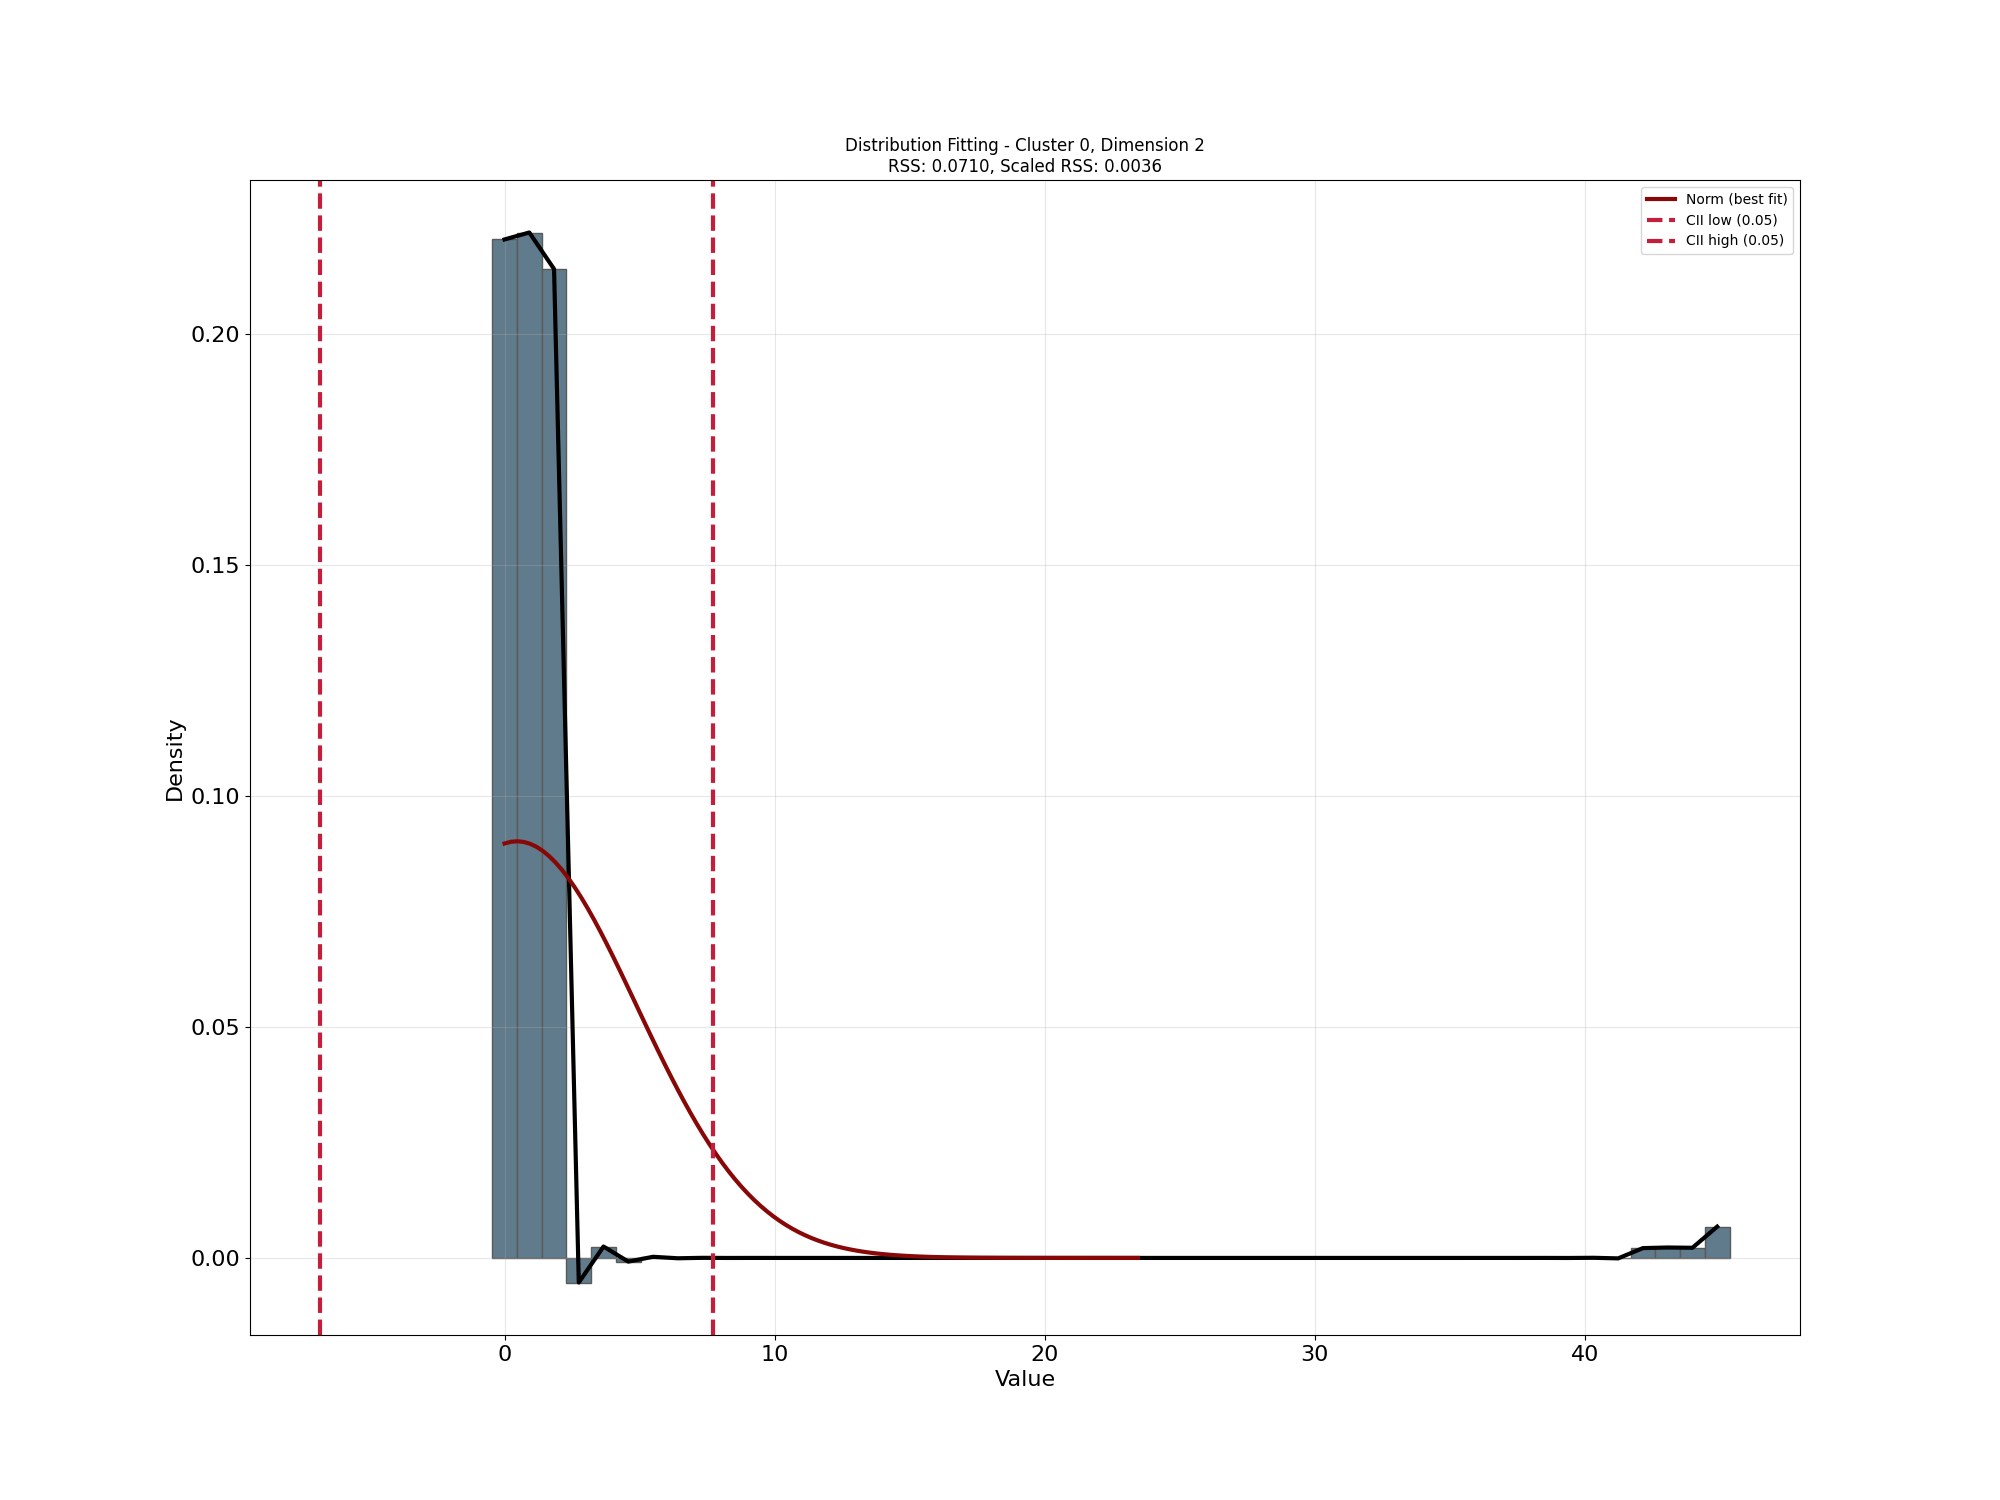 Distribution Fitting - Cluster 0, Dimension 2
RSS: 0.0710, Scaled RSS: 0.0036
Norm (best fit)
CII low (0.05)
CII high (0.05)
0.20
0.15
0.10
0.05
0.00
Density
0 10 20 30 40
Value